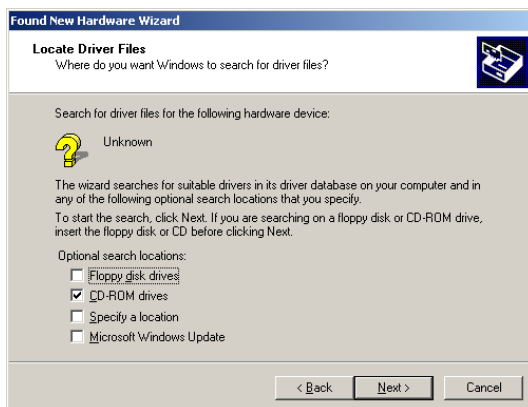 Found New Hardware Wizard
Locate Driver Files
Where do you want Windows to search for driver files?
Search for driver files for the following hardware device:
Unknown
The wizard searches for suitable drivers in its driver database on your computer and in
any of the following optional search locations that you specify.
To start the search, click Next. If you are searching on a floppy disk or CD-ROM drive,
insert the floppy disk or CD before clicking Next.
Optional search locations:
Floppy disk drives
CD-ROM drives
Specify a location
Microsoft Windows Update
< Back Next > Cancel